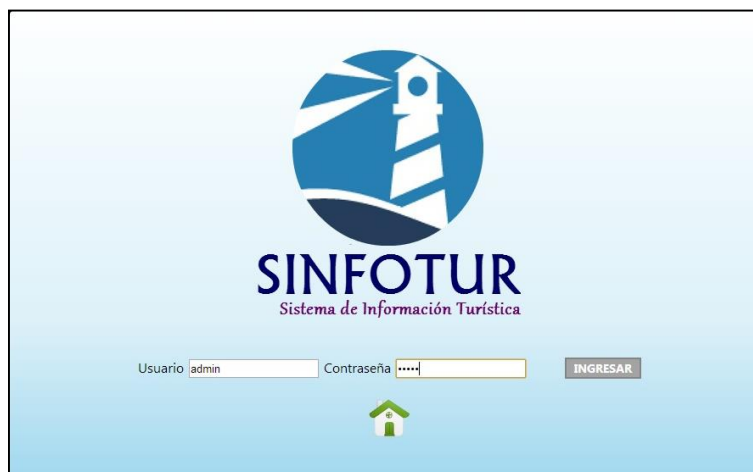 SINFOTUR
Sistema de Información Turística
Usuario admin Contraseña ••••• INGRESAR